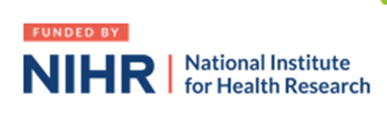 FUNDED BY
NIHR | National Institute
for Health Research